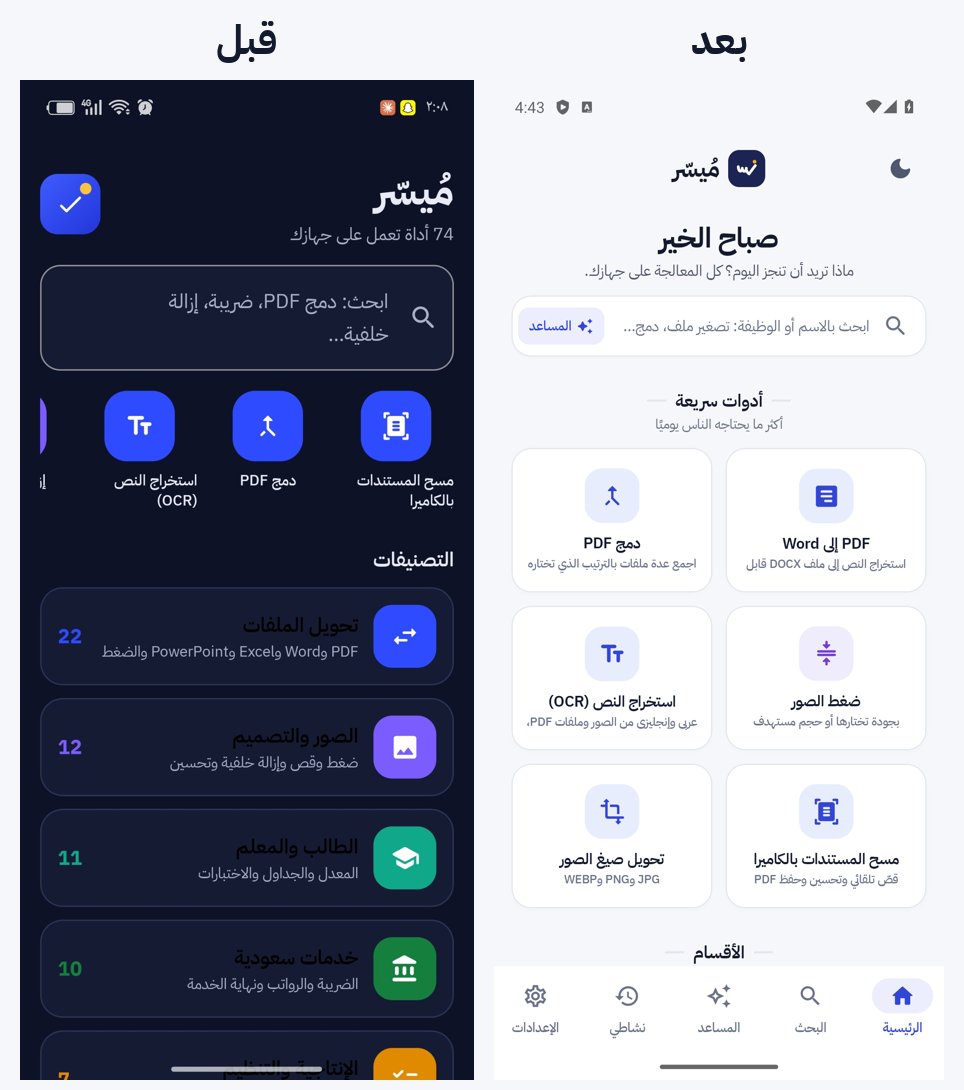 قبل
٢:٠٨
4G
مُيسّر
74 أداة تعمل على جهازك
ابحث: دمج PDF، ضريبة، إزالة
خلفية...
مسح المستندات
بالكاميرا
دمج PDF
استخراج النص
(OCR)
إز
التصنيفات
تحويل الملفات
PDF وWord وExcel وPowerPoint والضغط
22
الصور والتصميم
ضغط وقص وإزالة خلفية وتحسين
12
الطالب والمعلم
المعدل والجداول والاختبارات
11
خدمات سعودية
الضريبة والرواتب ونهاية الخدمة
10
الإنتاجية والتنظيم
7
بعد
4:43
مُيسّر
صباح الخير
ماذا تريد أن تنجز اليوم؟ كل المعالجة على جهازك.
ابحث بالاسم أو الوظيفة: تصغير ملف، دمج...
المساعد
أدوات سريعة
أكثر ما يحتاجه الناس يوميًا
PDF إلى Word
استخراج النص إلى ملف DOCX قابل
دمج PDF
اجمع عدة ملفات بالترتيب الذي تختاره
ضغط الصور
بجودة تختارها أو حجم مستهدف
استخراج النص (OCR)
عربي وإنجليزي من الصور وملفات PDF،
مسح المستندات بالكاميرا
قصّ تلقائي وتحسين وحفظ PDF
تحويل صيغ الصور
JPG وPNG وWEBP
الأقسام
الرئيسية
البحث
المساعد
نشاطي
الإعدادات